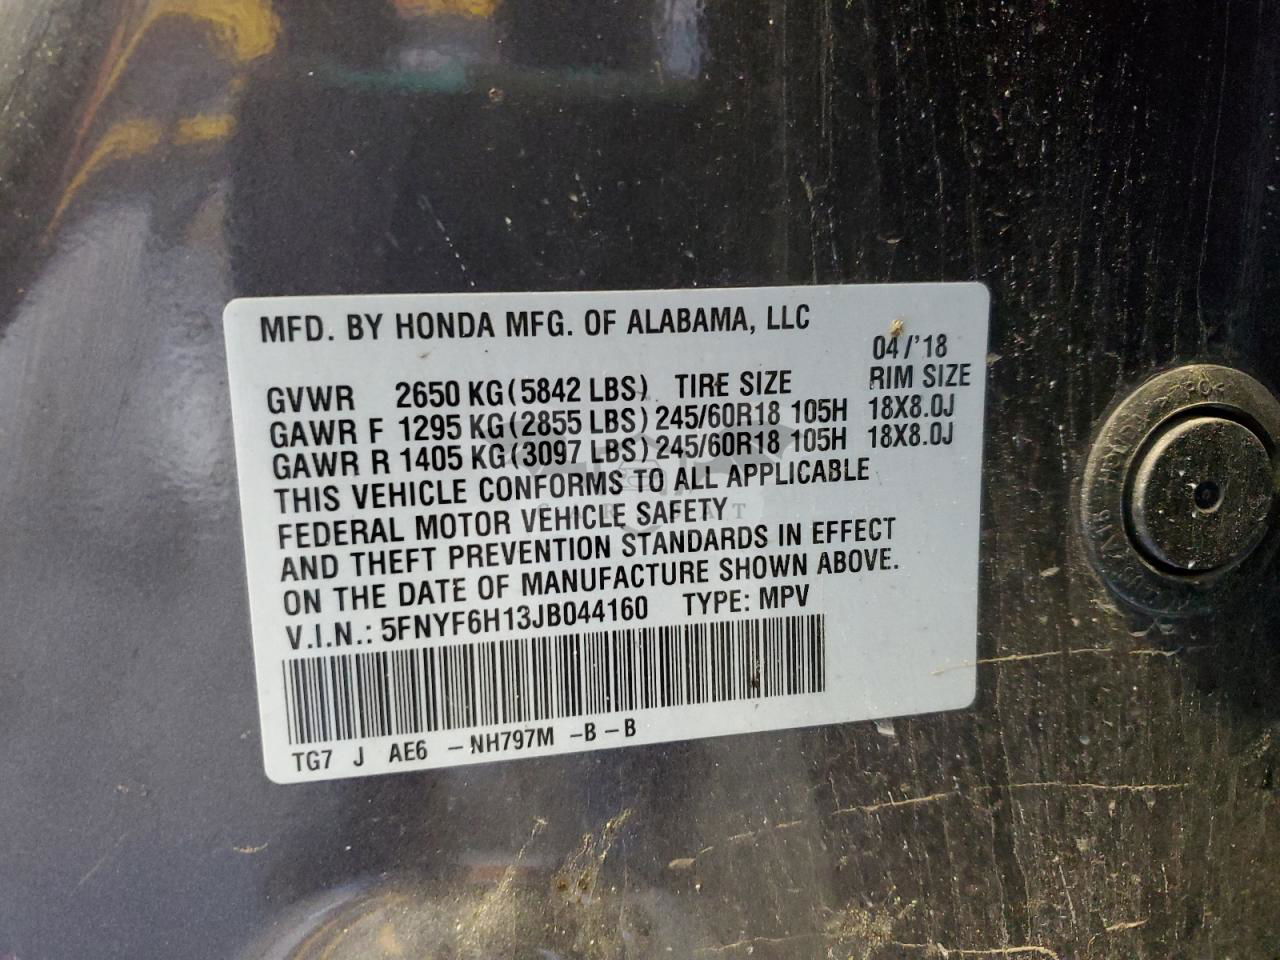 MFD. BY HONDA MFG. OF ALABAMA, LLC
04/'18
GVWR 2650 KG(5842 LBS) TIRE SIZE RIM SIZE
GAWR F 1295 KG(2855 LBS) 245/60R18 105H 18X8.0J
GAWR R 1405 KG(3097 LBS) 245/60R18 105H 18X8.0J
THIS VEHICLE CONFORMS TO ALL APPLICABLE
FEDERAL MOTOR VEHICLE SAFETY
AND THEFT PREVENTION STANDARDS IN EFFECT
ON THE DATE OF MANUFACTURE SHOWN ABOVE.
V.I.N.: 5FNYF6H13JB044160 TYPE: MPV
TG7 J AE6 -NH797M -B-B